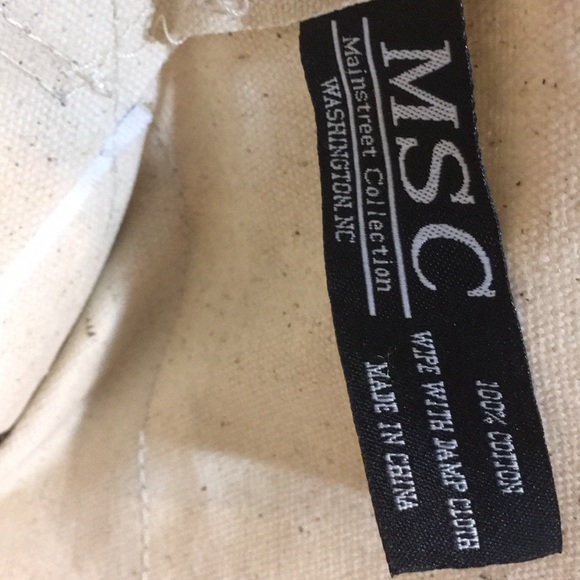 MSC
Mainstreet Collection
WASHINGTON, NC
100% COTTON
WIPE WITH DAMP CLOTH
MADE IN CHINA